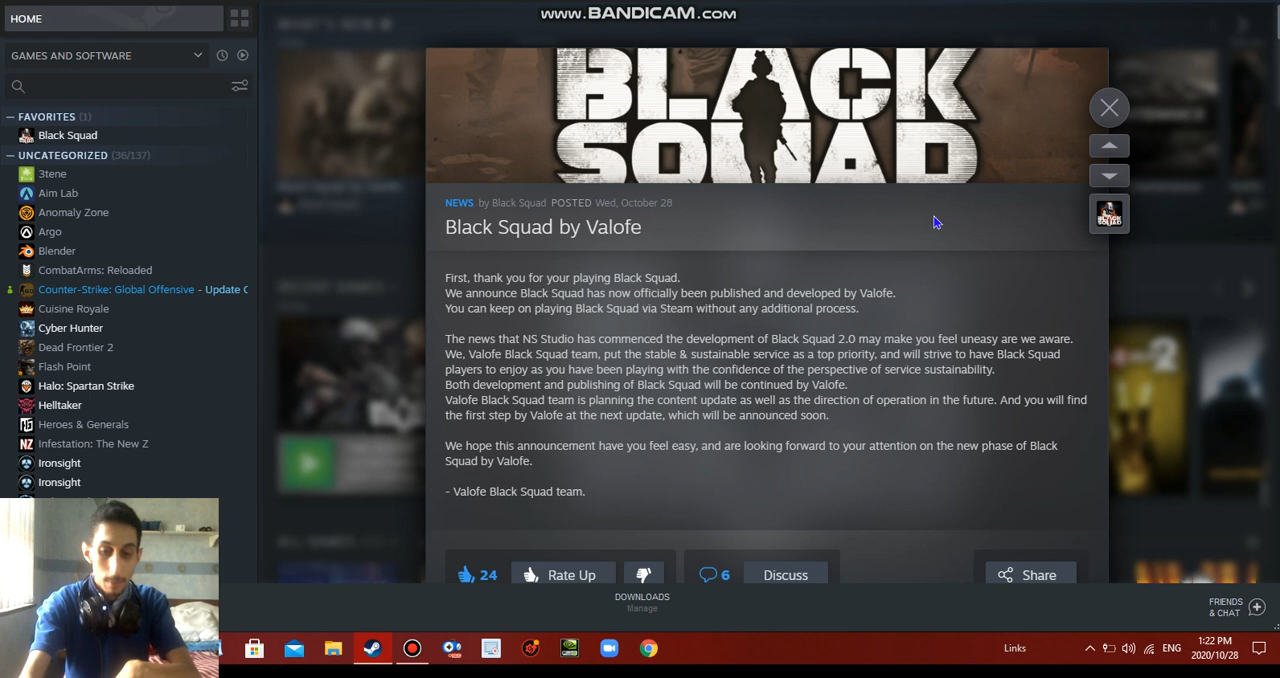 www.BANDICAM.com
HOME
GAMES AND SOFTWARE
FAVORITES (1)
Black Squad
UNCATEGORIZED (36/137)
3tene
Aim Lab
Anomaly Zone
Argo
Blender
CombatArms: Reloaded
Counter-Strike: Global Offensive - Update
Cuisine Royale
Cyber Hunter
Dead Frontier 2
Flash Point
Halo: Spartan Strike
Helltaker
Heroes & Generals
Infestation: The New Z
Ironsight
Ironsight
BLACK
SQUAD
NEWS by Black Squad POSTED Wed, October 28
Black Squad by Valofe
First, thank you for your playing Black Squad.
We announce Black Squad has now officially been published and developed by Valofe.
You can keep on playing Black Squad via Steam without any additional process.
The news that NS Studio has commenced the development of Black Squad 2.0 may make you feel uneasy are we aware.
We, Valofe Black Squad team, put the stable & sustainable service as a top priority, and will strive to have Black Squad
players to enjoy as you have been playing with the confidence of the perspective of service sustainability.
Both development and publishing of Black Squad will be continued by Valofe.
Valofe Black Squad team is planning the content update as well as the direction of operation in the future. And you will find
the first step by Valofe at the next update, which will be announced soon.
We hope this announcement have you feel easy, and are looking forward to your attention on the new phase of Black
Squad by Valofe.
- Valofe Black Squad team.
24 Rate Up 6 Discuss Share
DOWNLOADS
Manage
FRIENDS
& CHAT
Links ENG
1:22 PM
2020/10/28